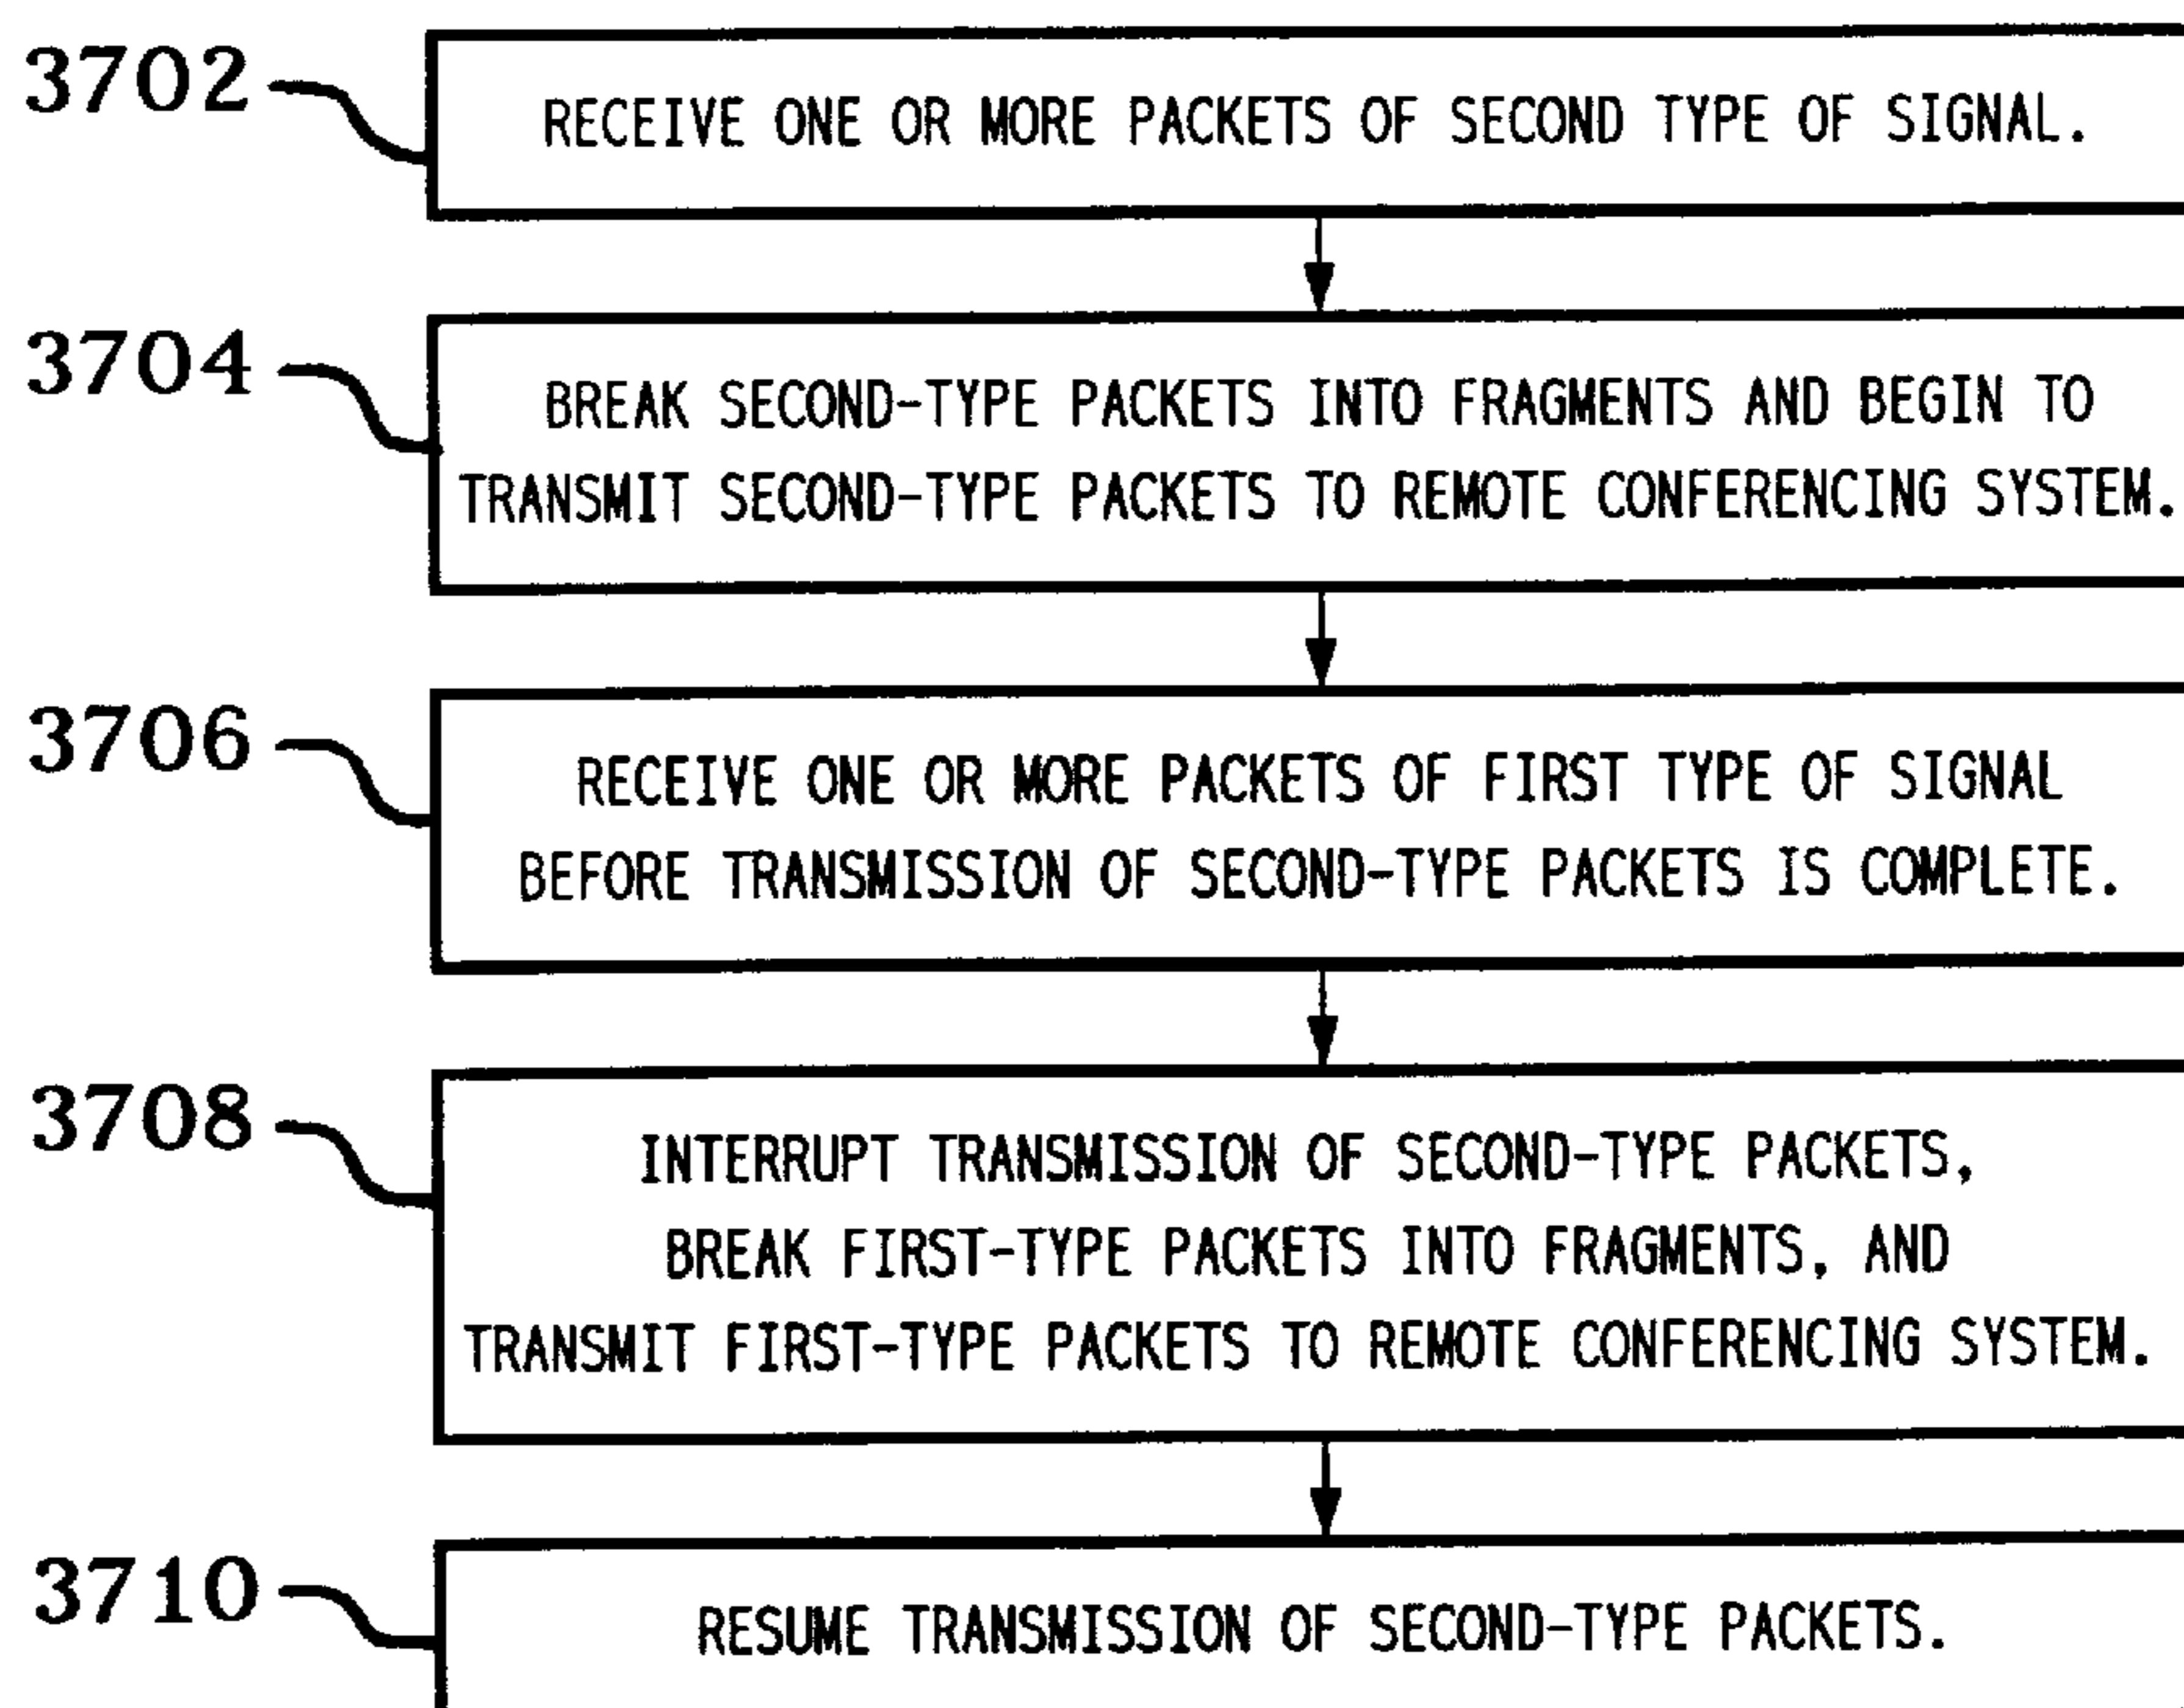 3702
RECEIVE ONE OR MORE PACKETS OF SECOND TYPE OF SIGNAL.
3704
BREAK SECOND-TYPE PACKETS INTO FRAGMENTS AND BEGIN TO
TRANSMIT SECOND-TYPE PACKETS TO REMOTE CONFERENCING SYSTEM.
3706
RECEIVE ONE OR MORE PACKETS OF FIRST TYPE OF SIGNAL
BEFORE TRANSMISSION OF SECOND-TYPE PACKETS IS COMPLETE.
3708
INTERRUPT TRANSMISSION OF SECOND-TYPE PACKETS,
BREAK FIRST-TYPE PACKETS INTO FRAGMENTS, AND
TRANSMIT FIRST-TYPE PACKETS TO REMOTE CONFERENCING SYSTEM.
3710
RESUME TRANSMISSION OF SECOND-TYPE PACKETS.